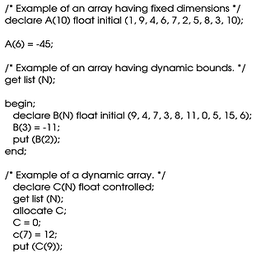 /* Example of an array having fixed dimensions */
declare A(10) float initial (1, 9, 4, 6, 7, 2, 5, 8, 3, 10);
A(6) = -45;
/* Example of an array having dynamic bounds. */
get list (N);
begin;
declare B(N) float initial (9, 4, 7, 3, 8, 11, 0, 5, 15, 6);
B(3) = -11;
put (B(2));
end;
/* Example of a dynamic array. */
declare C(N) float controlled;
get list (N);
allocate C;
C = 0;
c(7) = 12;
put (C(9));